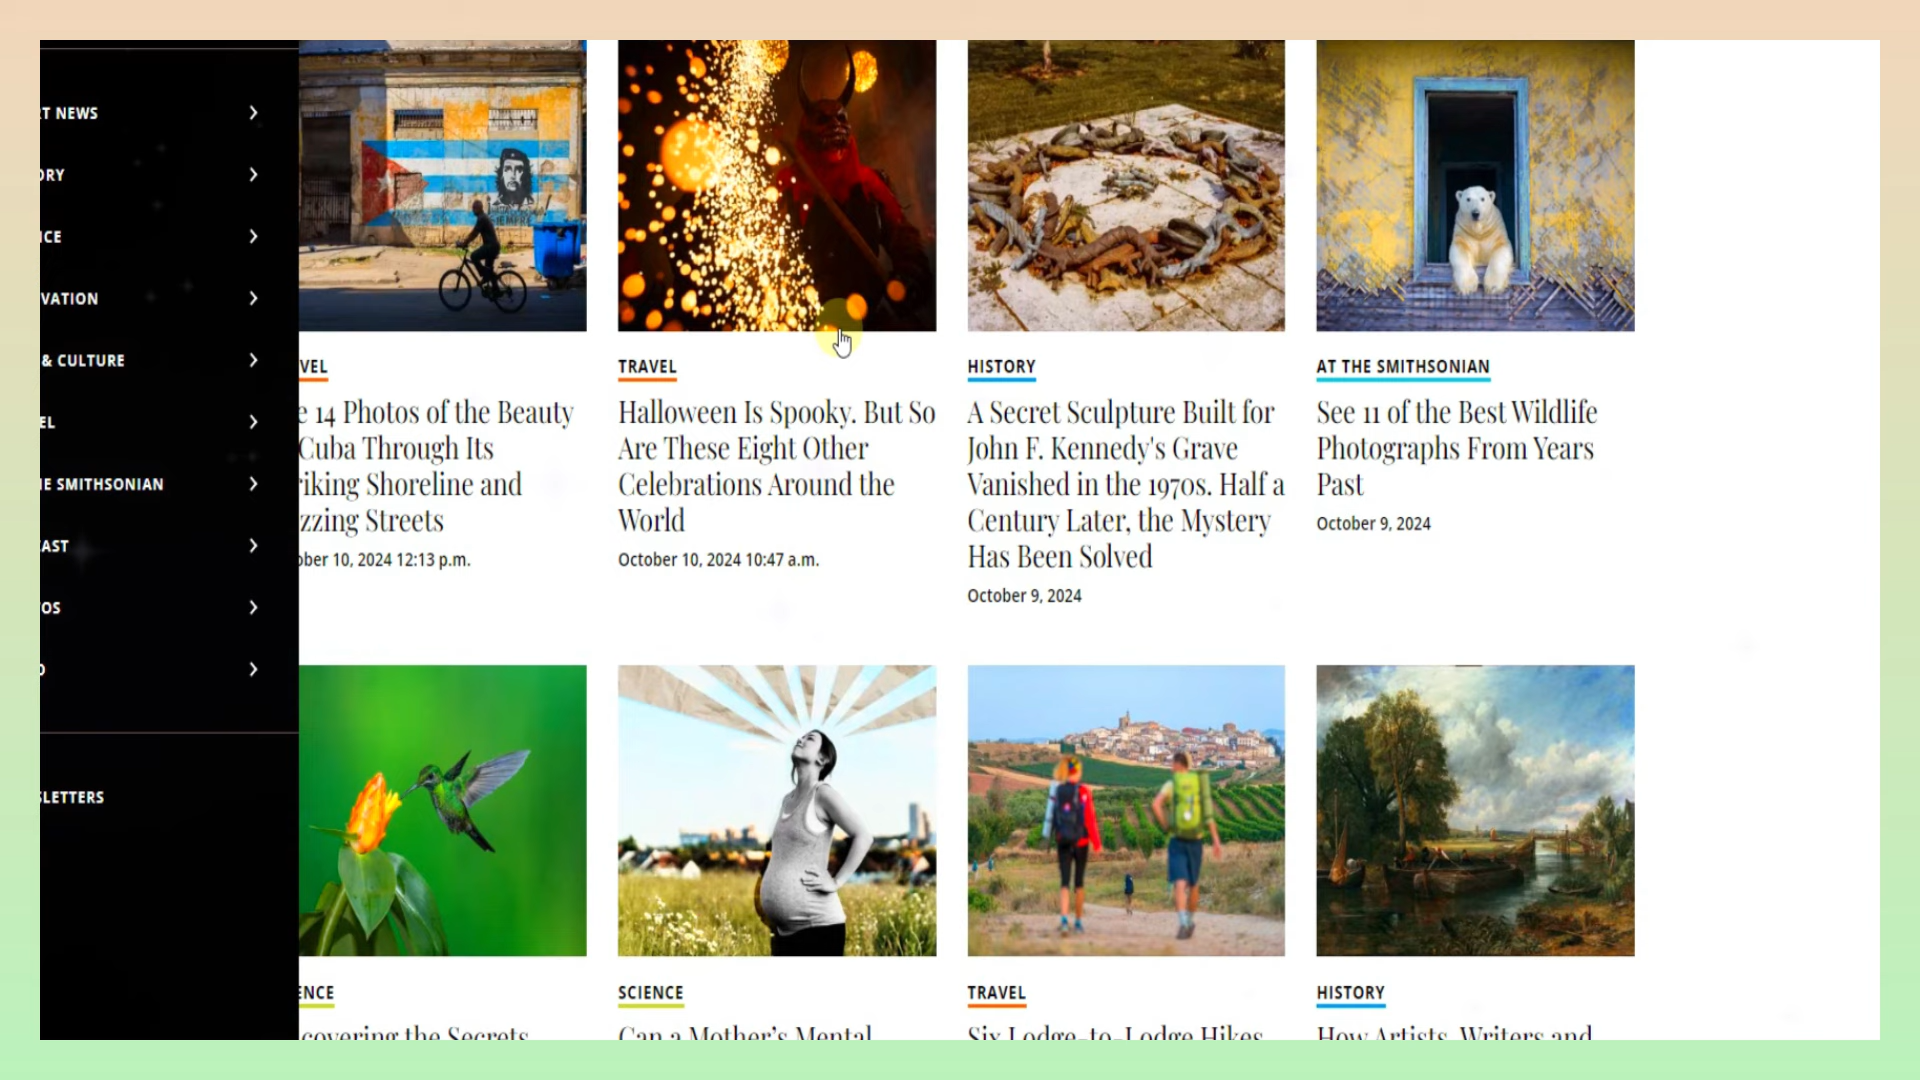 T NEWS
ORY
CE
VATION
& CULTURE
EL
E SMITHSONIAN
AST
OS
O
SLETTERS
VEL
e 14 Photos of the Beauty
Cuba Through Its
riking Shoreline and
zzing Streets
ober 10, 2024 12:13 p.m.
TRAVEL
Halloween Is Spooky. But So
Are These Eight Other
Celebrations Around the
World
October 10, 2024 10:47 a.m.
HISTORY
A Secret Sculpture Built for
John F. Kennedy's Grave
Vanished in the 1970s. Half a
Century Later, the Mystery
Has Been Solved
October 9, 2024
AT THE SMITHSONIAN
See 11 of the Best Wildlife
Photographs From Years
Past
October 9, 2024
ENCE
covering the Secrets
SCIENCE
Can a Mother's Mental
TRAVEL
Six Lodge-to-Lodge Hikes
HISTORY
How Artists, Writers and